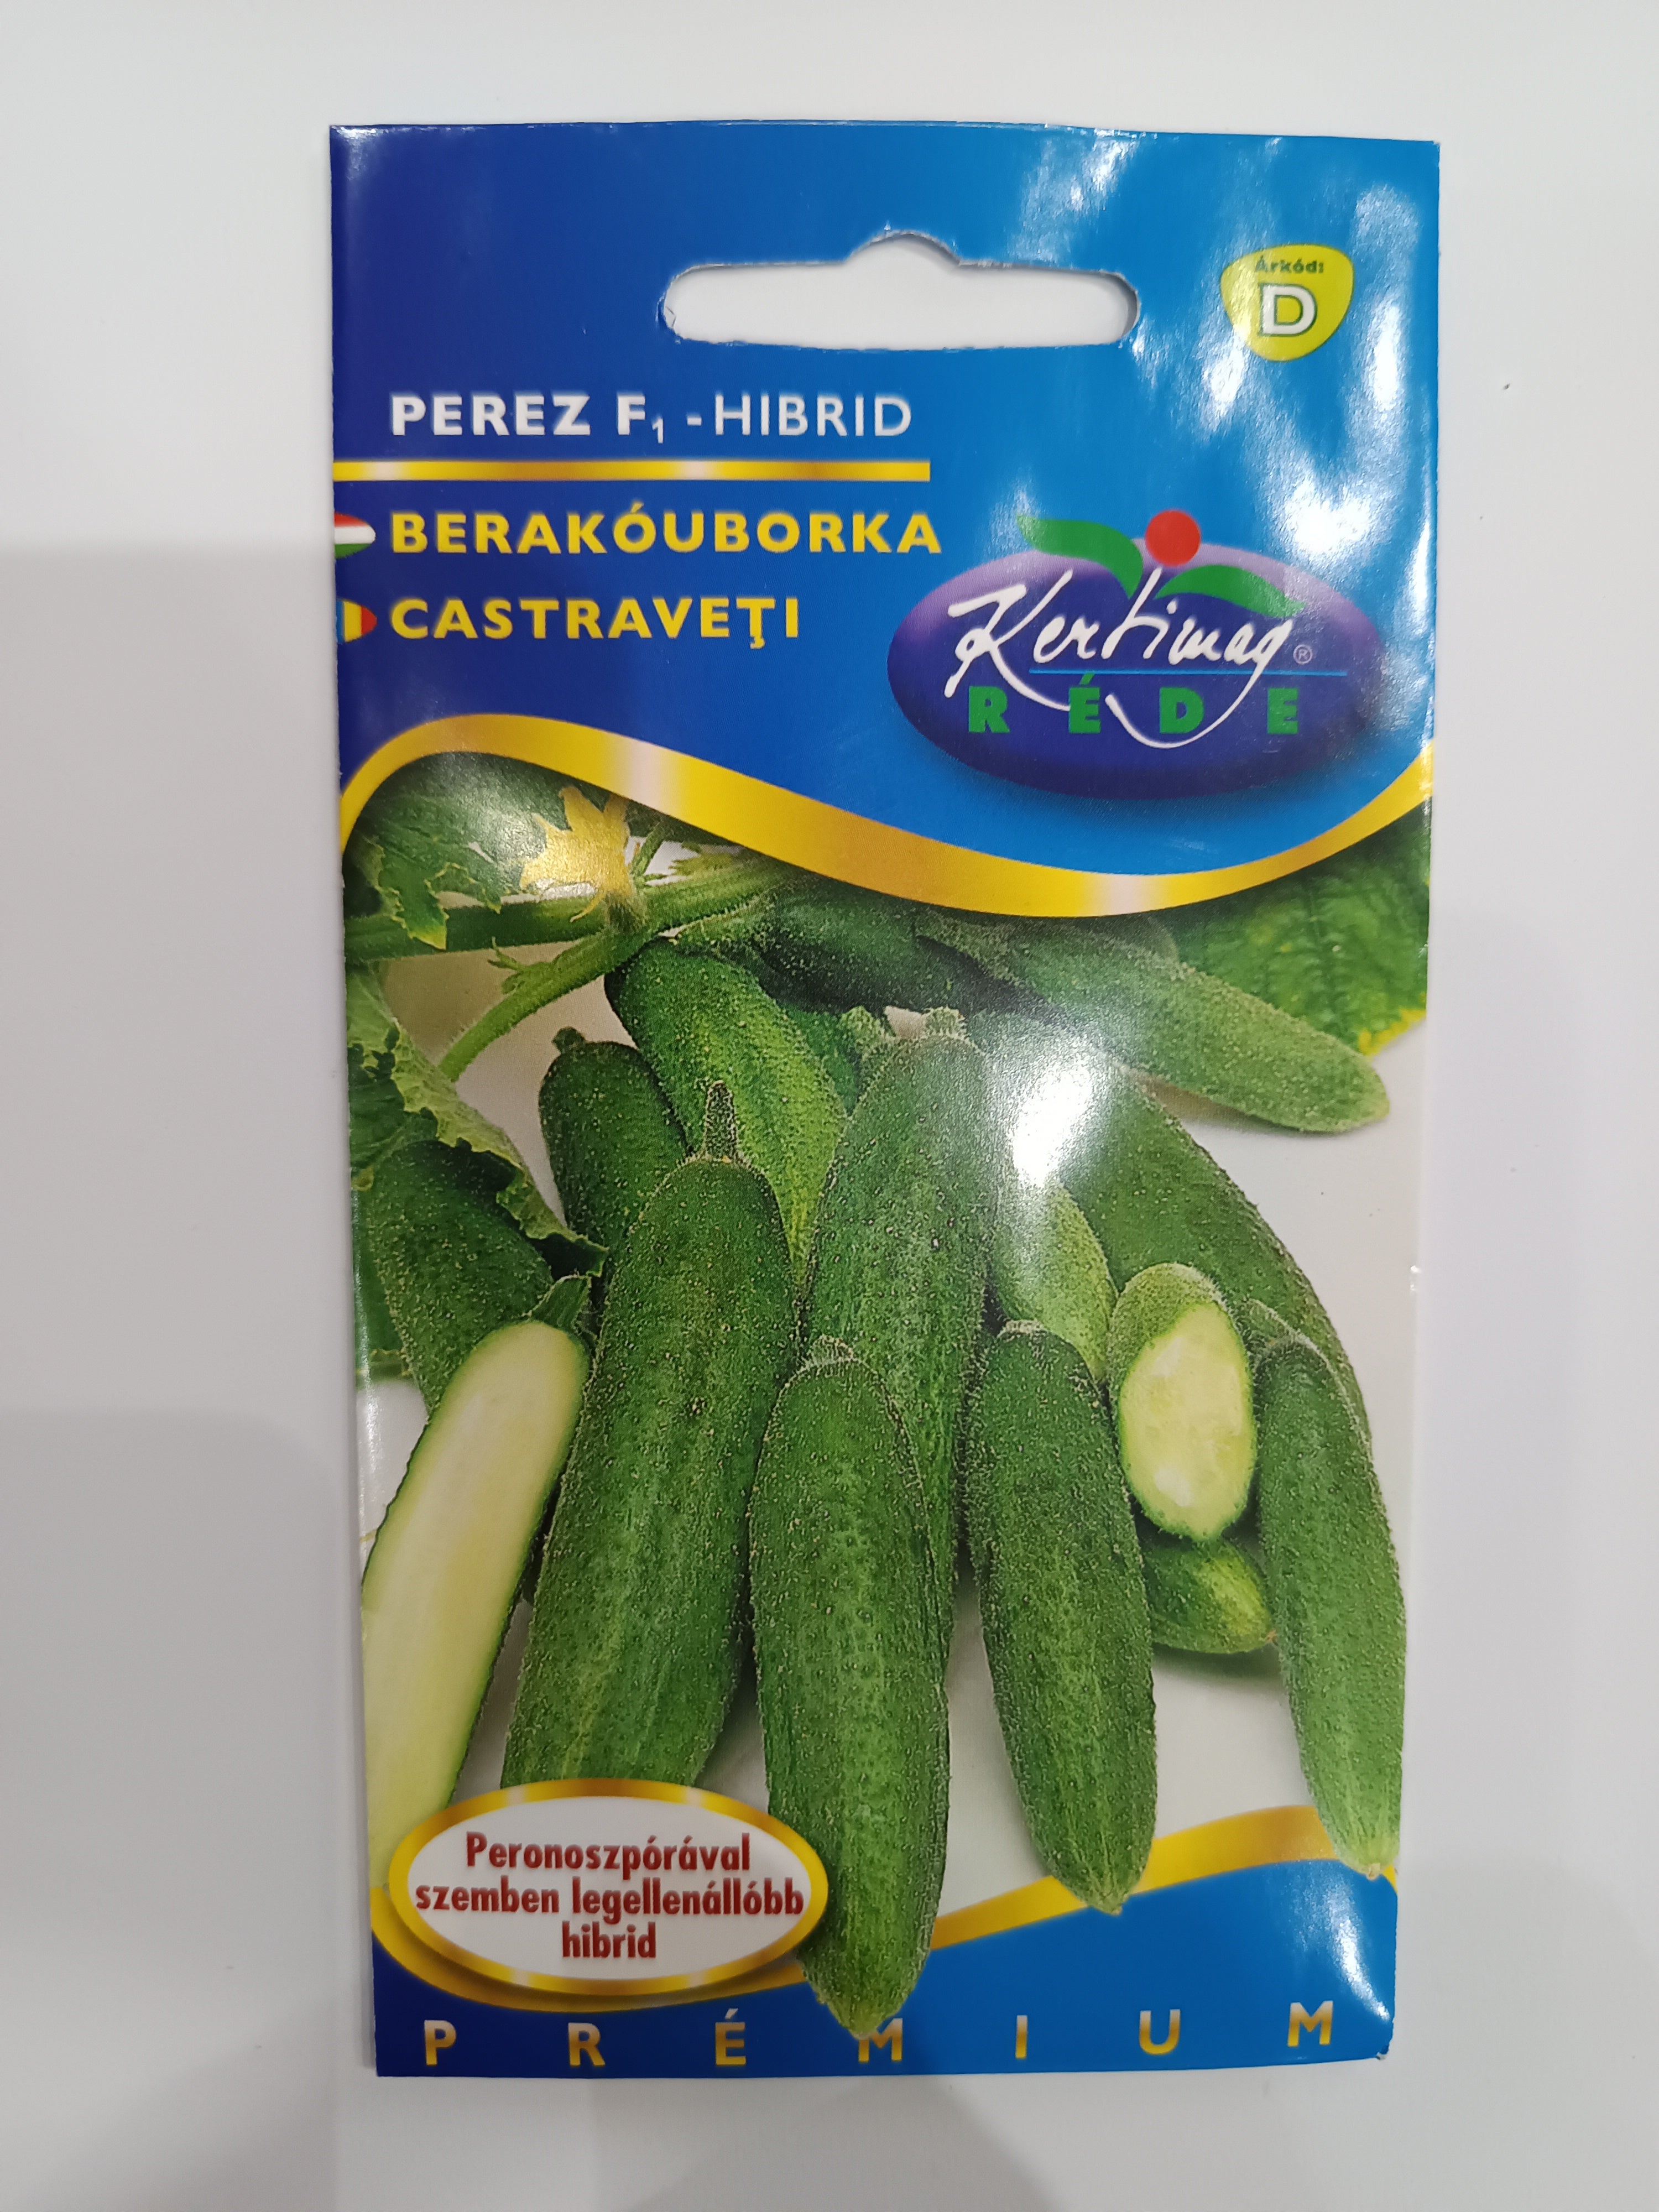 Árkód:
D
PEREZ F₁ - HIBRID
BERAKÓUBORKA
CASTRAVEŢI
Kertimag®
RÉDE
Peronoszpórával
szemben legellenállóbb
hibrid
PRÉMIUM